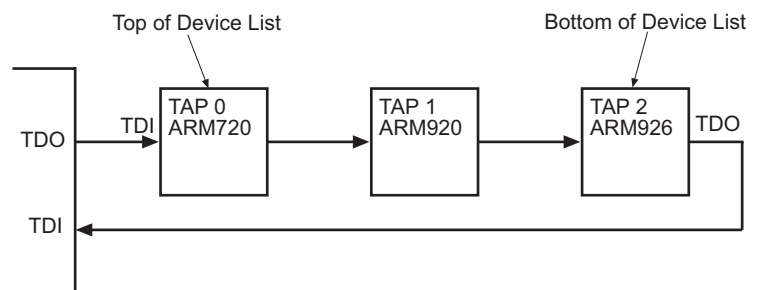 Top of Device List
Bottom of Device List
TAP 0
ARM720
TAP 1
ARM920
TAP 2
ARM926
TDO
TDI
TDO
TDI